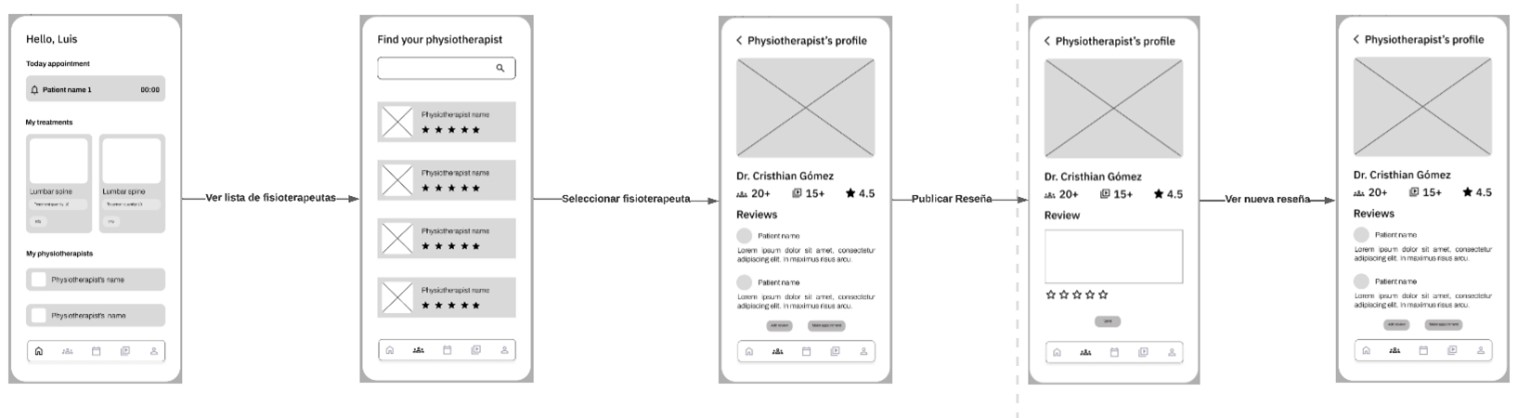 Hello, Luis
Today appointment
Patient name 1 00:00
My treatments
Lumbar spine Lumbar spine
My physiotherapists
Physiotherapist's name
Physiotherapist's name
Ver lista de fisioterapeutas
Find your physiotherapist
Physiotherapist name
Physiotherapist name
Physiotherapist name
Physiotherapist name
Seleccionar fisioterapeuta
Physiotherapist's profile
Dr. Cristhian Gómez
20+ 15+ 4.5
Reviews
Patient name
Lorem ipsum dolor sit amet, consectetur
adipiscing elit. In maximus risus arcu.
Patient name
Lorem ipsum dolor sit amet, consectetur
adipiscing elit. In maximus risus arcu.
Publicar Reseña
Physiotherapist's profile
Dr. Cristhian Gómez
20+ 15+ 4.5
Review
Ver nueva reseña
Physiotherapist's profile
Dr. Cristhian Gómez
20+ 15+ 4.5
Reviews
Patient name
Lorem ipsum dolor sit amet, consectetur
adipiscing elit. In maximus risus arcu.
Patient name
Lorem ipsum dolor sit amet, consectetur
adipiscing elit. In maximus risus arcu.